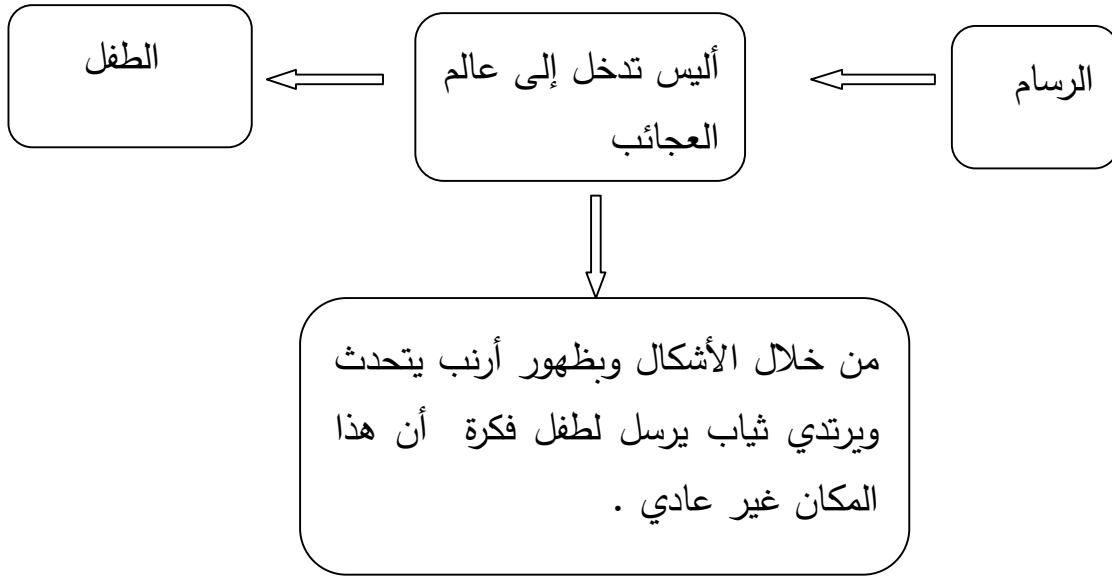 الرسام
أليس تدخل إلى عالم
العجائب
الطفل
من خلال الأشكال وبظهور أرنب يتحدث
ويرتدي ثياب يرسل لطفل فكرة أن هذا
المكان غير عادي .